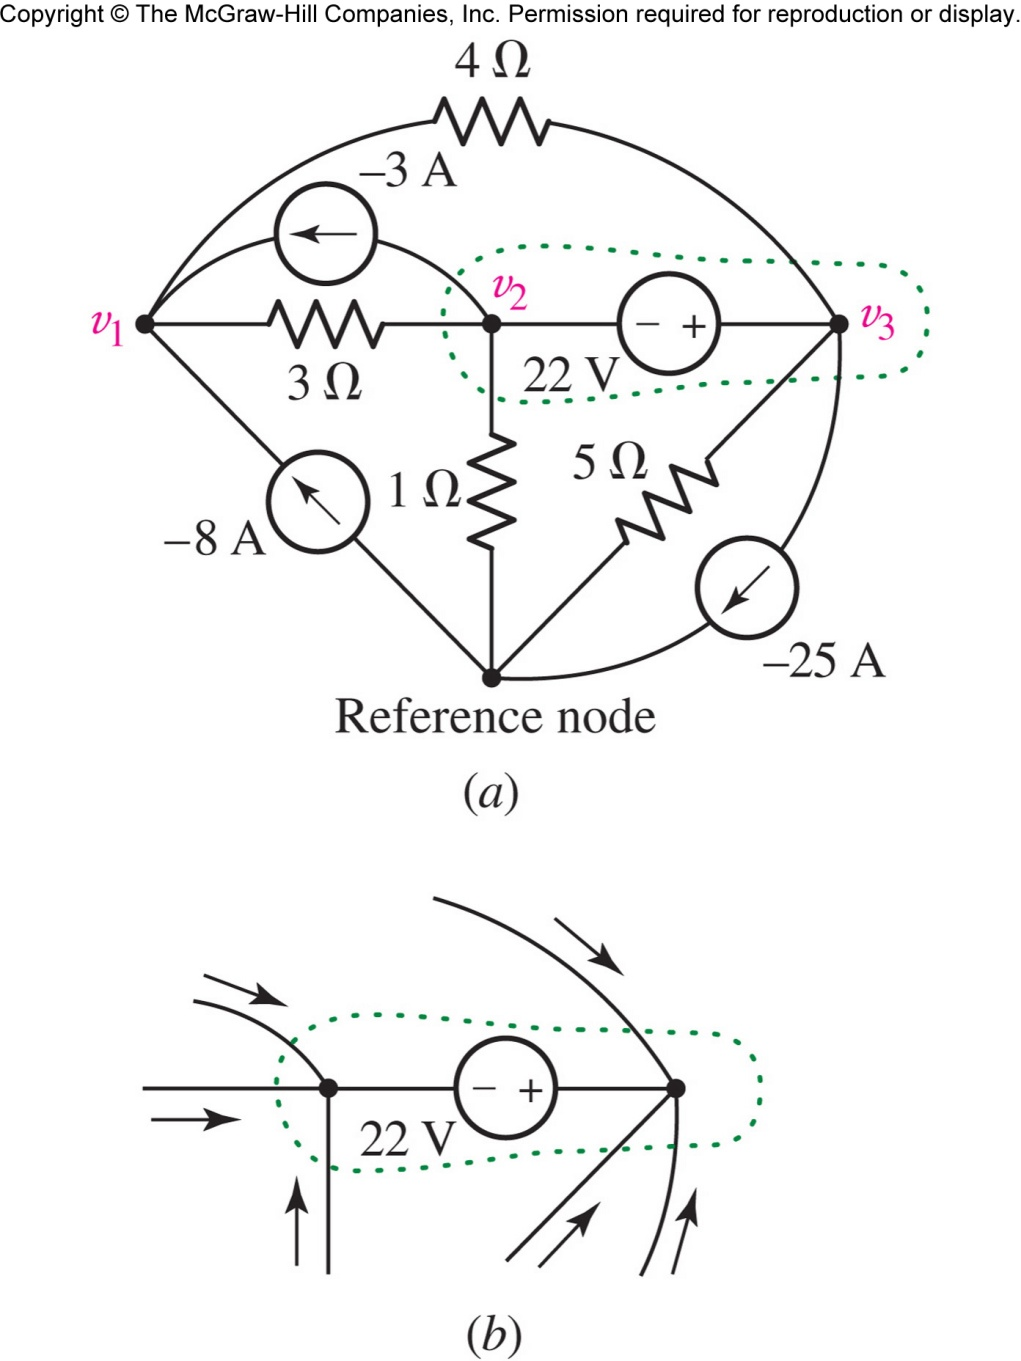 Copyright © The McGraw-Hill Companies, Inc. Permission required for reproduction or display.
4 Ω
–3 A
v2
v1
v3
– +
22 V
3 Ω
5 Ω
1 Ω
–8 A
–25 A
Reference node
(a)
– +
22 V
(b)